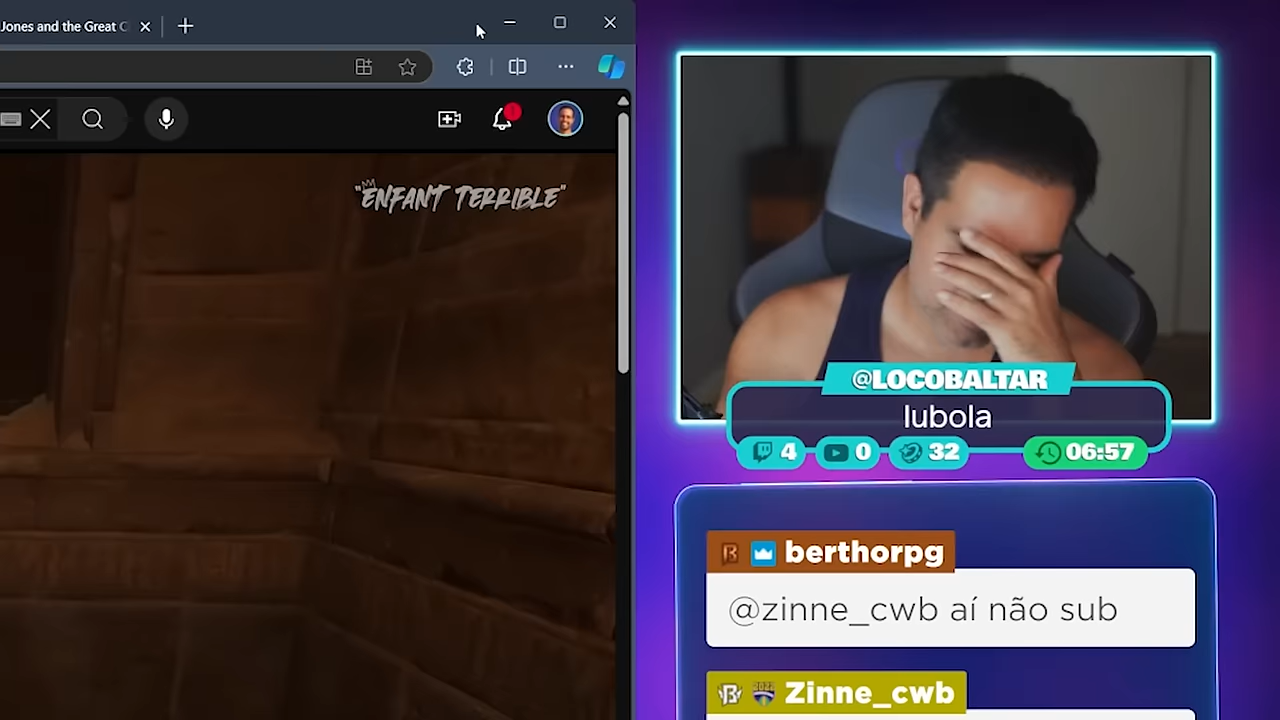 Jones and the Great C
"ENFANT TERRIBLE"
@LOCOBALTAR
lubola
4
0
32
06:57
berthorpg
@zinne_cwb aí não sub
Zinne_cwb